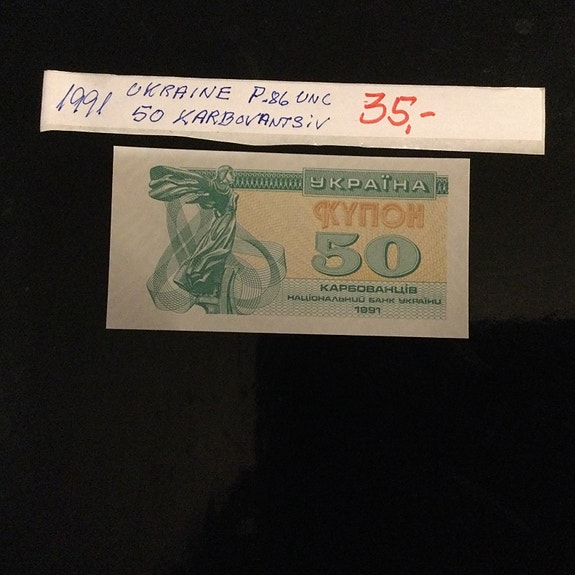 1991 UKRAINE P.86 UNC 35,-
50 KARBOVANTSIV
УКРАЇНА
КУПОН
50
КАРБОВАНЦІВ
НАЦІОНАЛЬНИЙ БАНК УКРАЇНИ
1991